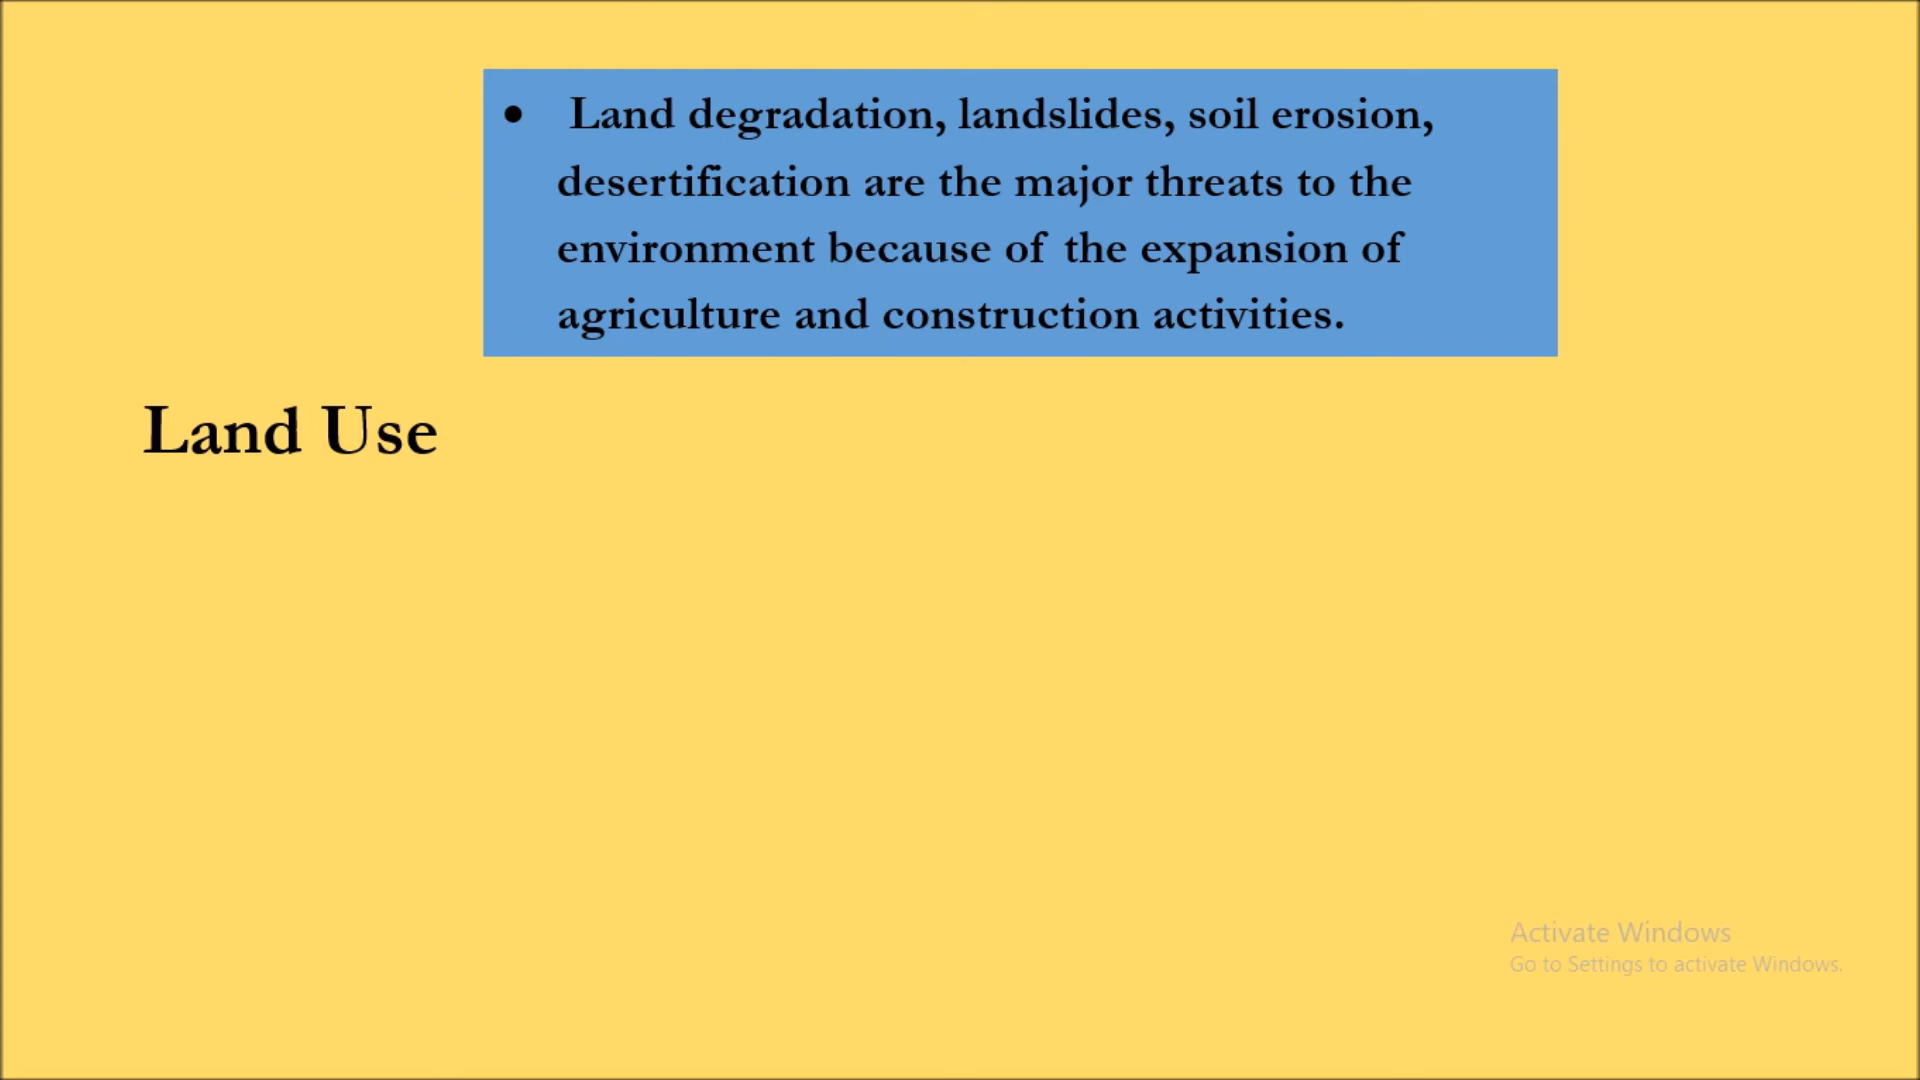 • Land degradation, landslides, soil erosion,
desertification are the major threats to the
environment because of the expansion of
agriculture and construction activities.
Land Use
Activate Windows
Go to Settings to activate Windows.